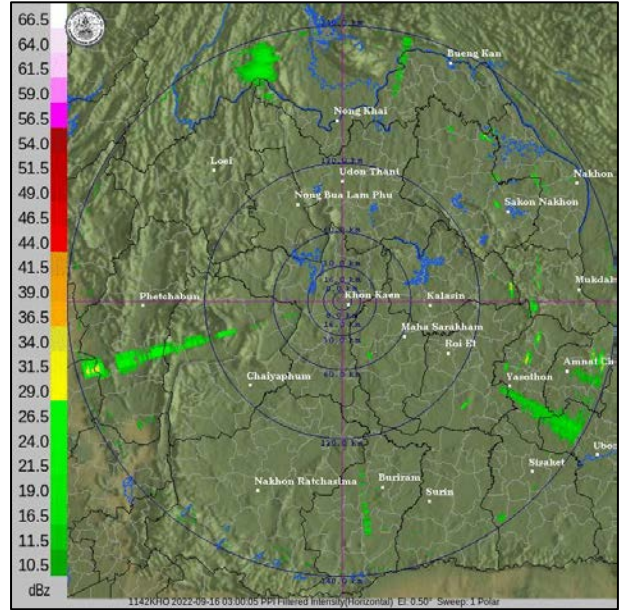 66.5
64.0
61.5
59.0
56.5
54.0
51.5
49.0
46.5
44.0
41.5
39.0
36.5
34.0
31.5
29.0
26.5
24.0
21.5
19.0
16.5
14.0
11.5
10.5
dBz
Bueng Kan
Nong Khai
Loei
Udon Thani
Nakhon
Nong Bua Lam Phu
Sakon Nakhon
Mukdah
Phetchabun
Khon Kaen
Kalasin
Maha Sarakham
Roi Et
Amnat Ch
Chaiyaphum
Yasothon
Ubo
Sisaket
Nakhon Ratchasima
Buriram
Surin
1142KHO 2022-09-16 03:00:05 PPI Filtered Intensity(Horizontal) El: 0.50° Sweep: 1 Polar